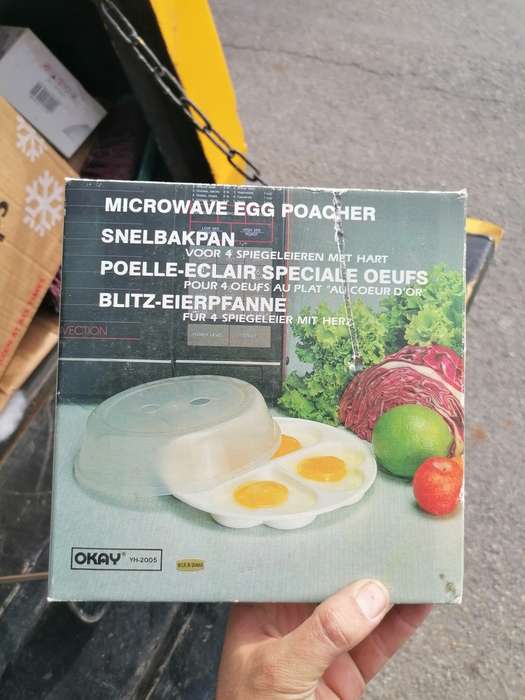 MICROWAVE EGG POACHER
SNELBAKPAN
VOOR 4 SPIEGELEIEREN MET HART
POELLE-ECLAIR SPECIALE OEUFS
POUR 4 OEUFS AU PLAT "AU COEUR D'OR"
BLITZ-EIERPFANNE
FÜR 4 SPIEGELEIER MIT HERZ
VECTION
OKAY® YH-2005